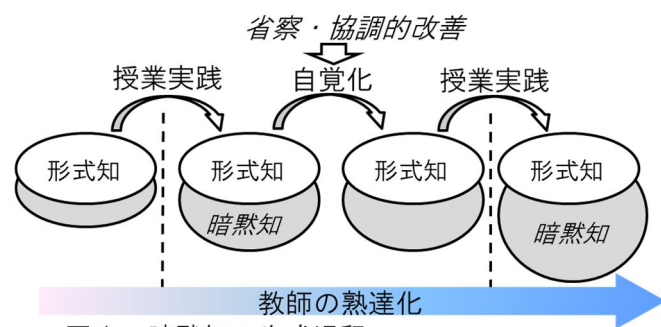 省察・協調的改善
授業実践
自覚化
授業実践
形式知
形式知
形式知
形式知
暗黙知
暗黙知
教師の熟達化